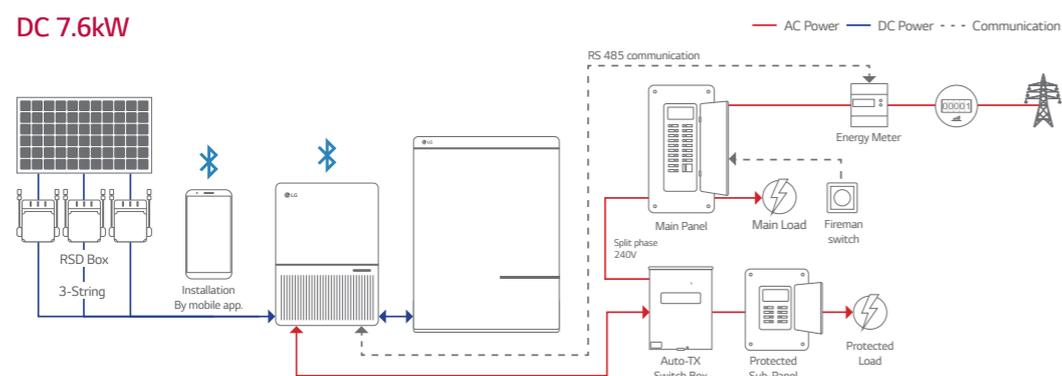 DC 7.6kW
AC Power
DC Power
Communication
RS 485 communication
00001
Energy Meter
LG
LG
Main Panel
Main Load
Fireman
switch
RSD Box
3-String
Installation
By mobile app.
Split phase
240V
Auto-TX
Switch Box
Protected
Sub-Panel
Protected
Load